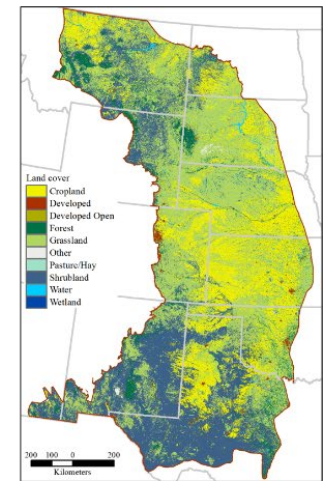 Land cover
Cropland
Developed
Developed Open
Forest
Grassland
Other
Pasture/Hay
Shrubland
Water
Wetland
200 100 0 200
Kilometers